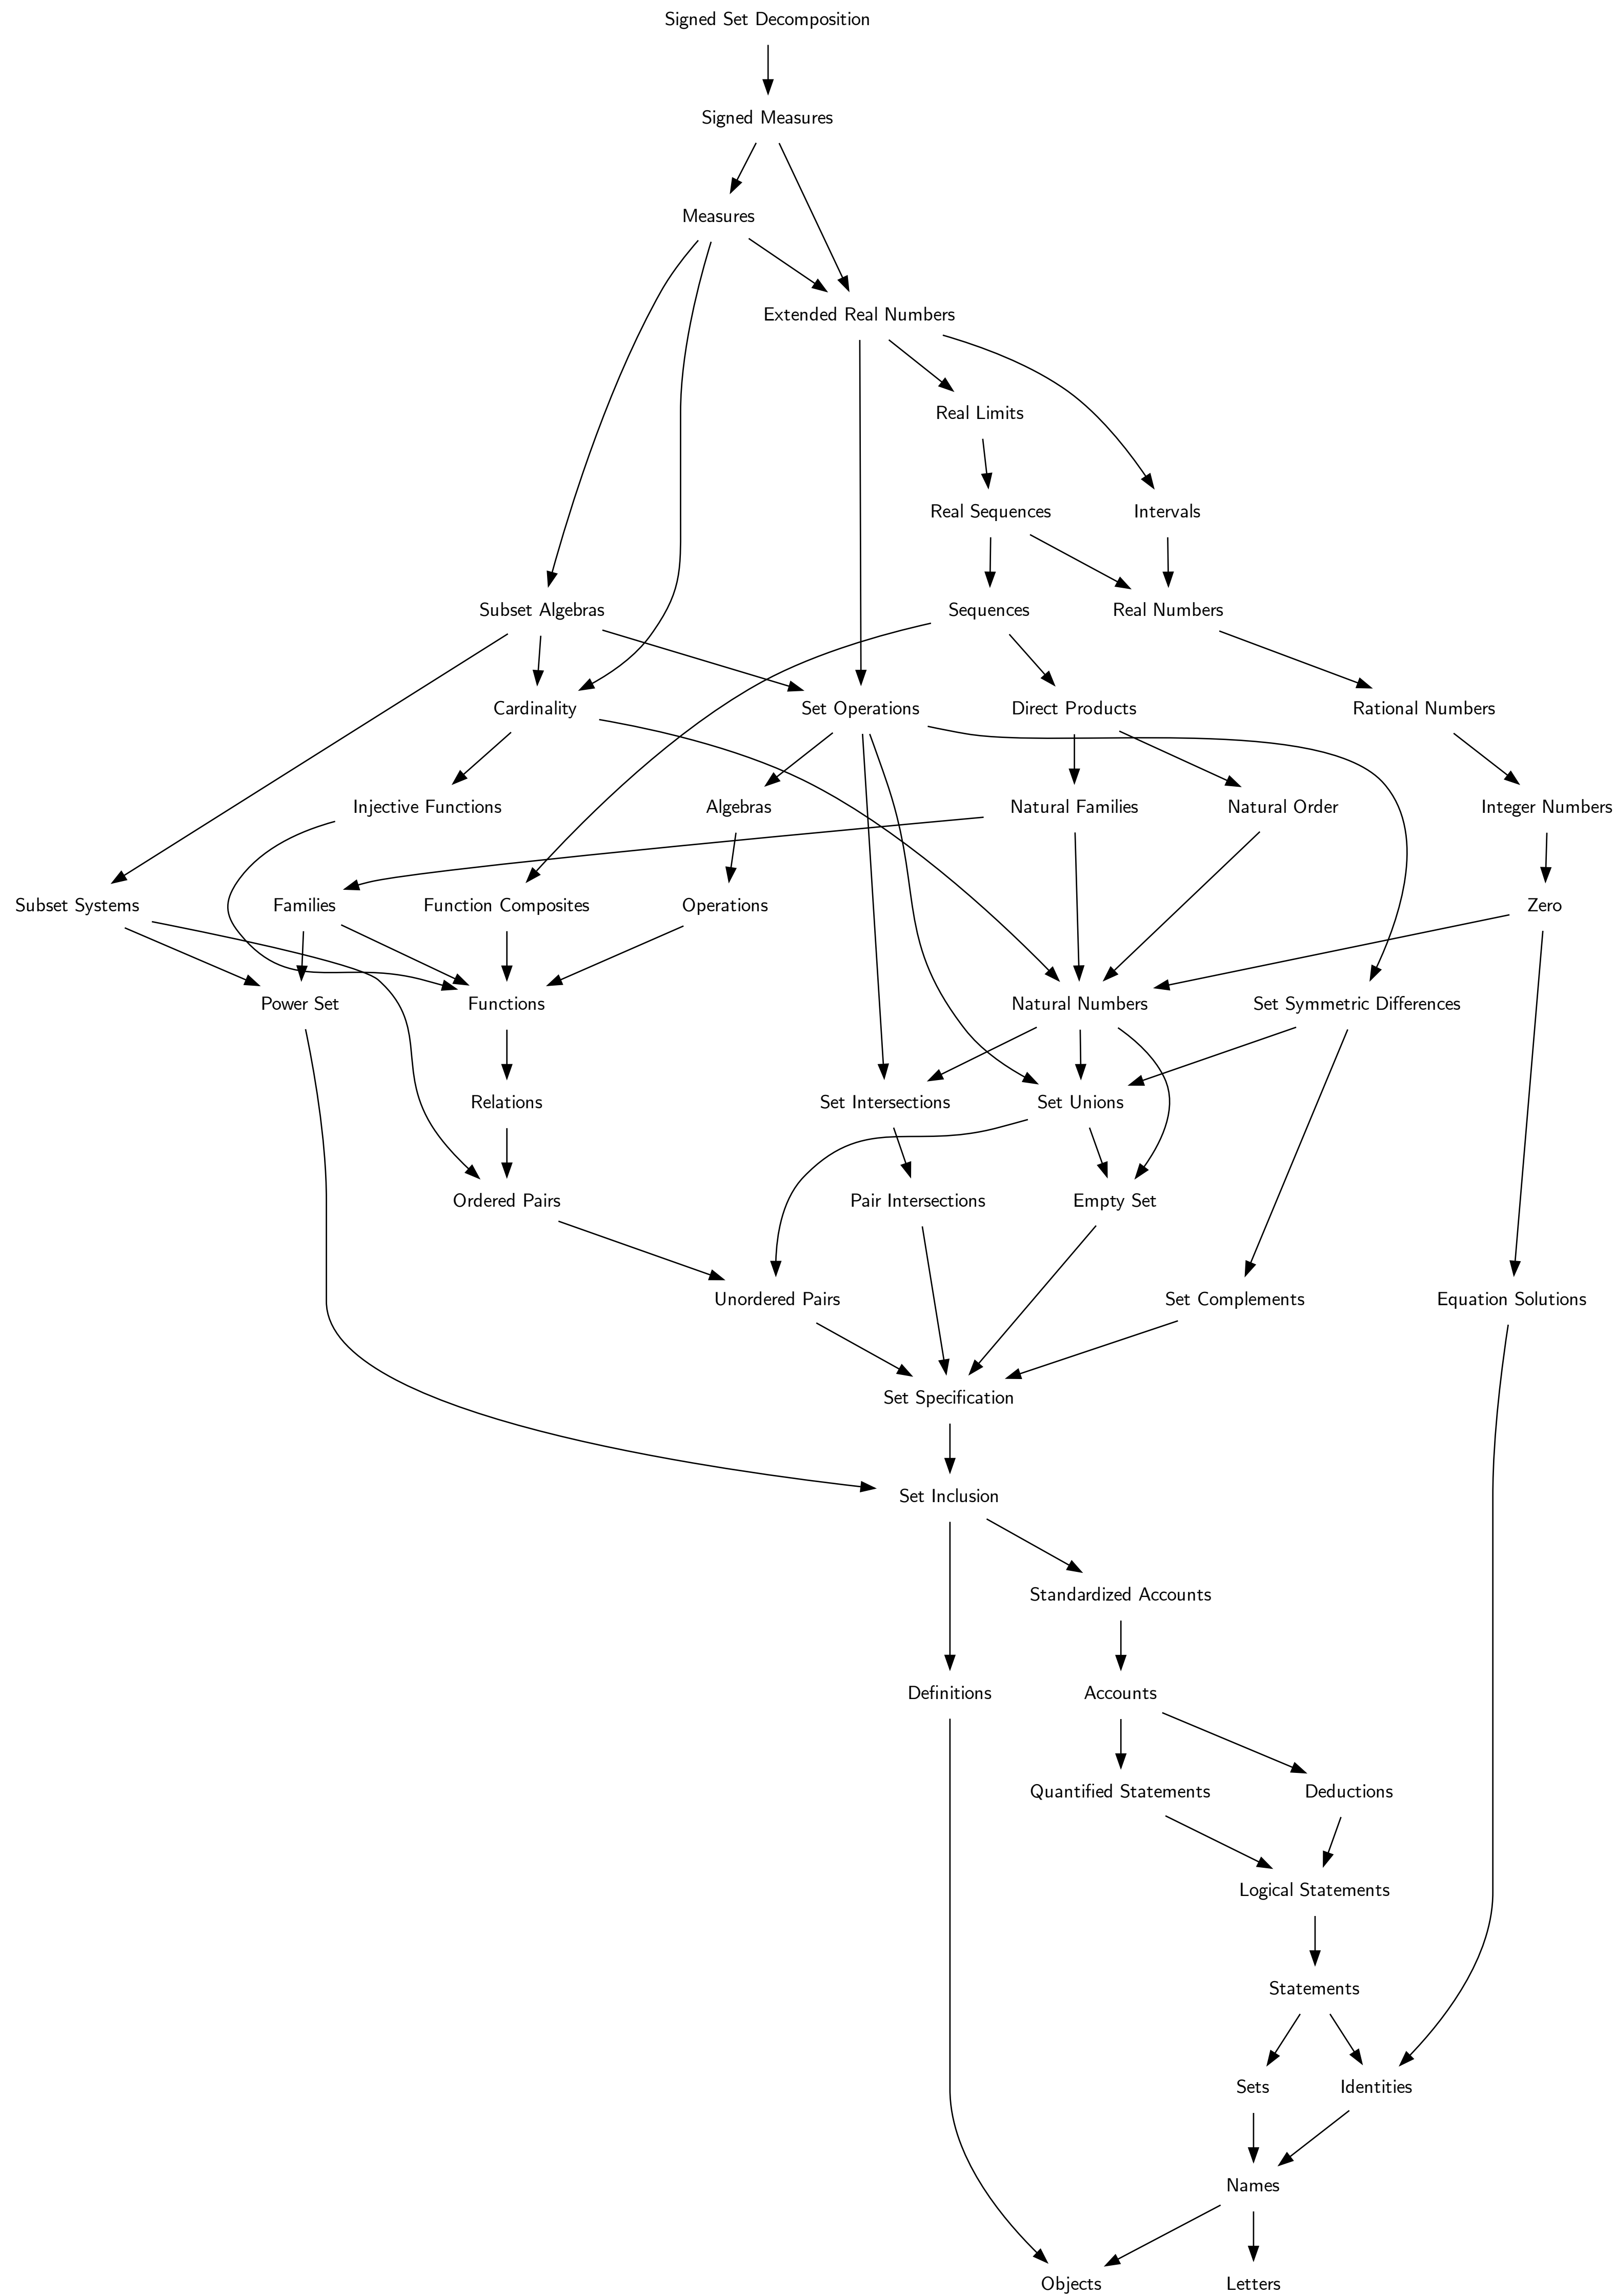 Signed Set Decomposition
Signed Measures
Measures
Extended Real Numbers
Real Limits
Real Sequences
Intervals
Subset Algebras
Sequences
Real Numbers
Cardinality
Set Operations
Direct Products
Rational Numbers
Injective Functions
Algebras
Natural Families
Natural Order
Integer Numbers
Subset Systems
Families
Function Composites
Operations
Zero
Power Set
Functions
Natural Numbers
Set Symmetric Differences
Relations
Set Intersections
Set Unions
Ordered Pairs
Pair Intersections
Empty Set
Unordered Pairs
Set Complements
Equation Solutions
Set Specification
Set Inclusion
Standardized Accounts
Definitions
Accounts
Quantified Statements
Deductions
Logical Statements
Statements
Sets
Identities
Names
Objects
Letters